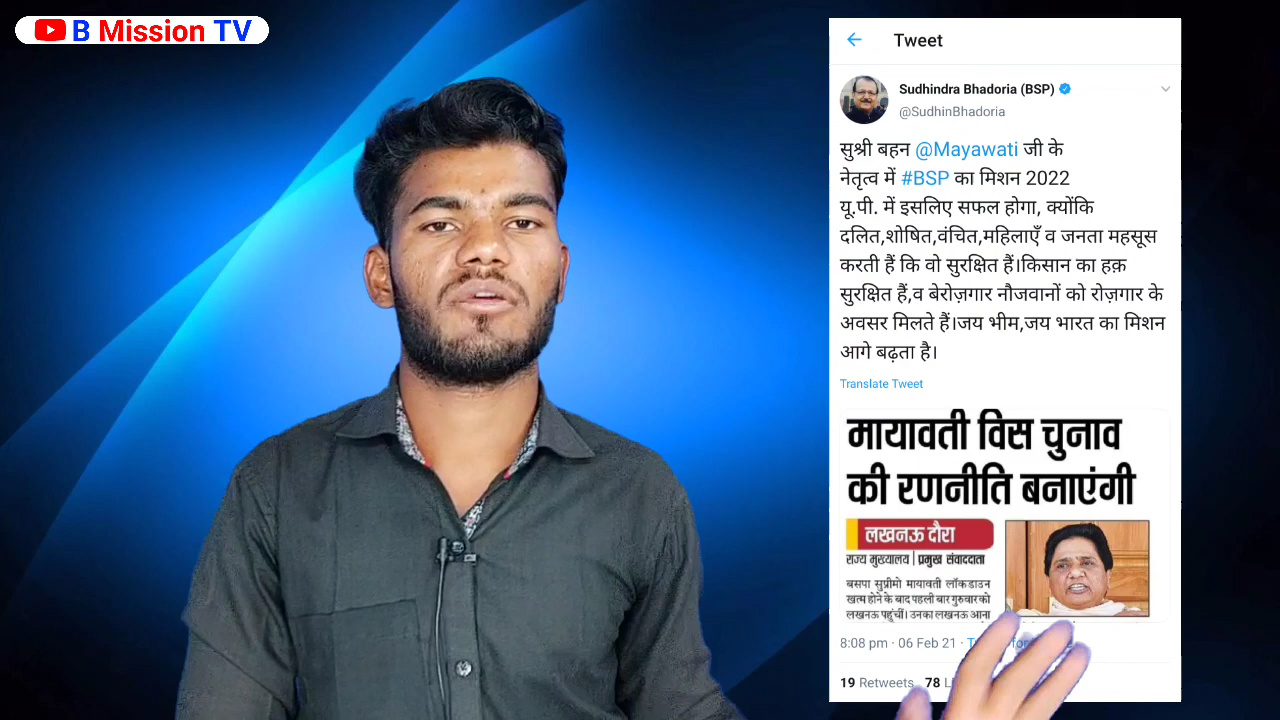 B Mission TV
Tweet
Sudhindra Bhadoria (BSP)
@SudhinBhadoria
सुश्री बहन @Mayawati जी के
नेतृत्व में #BSP का मिशन 2022
यू.पी. में इसलिए सफल होगा, क्योंकि
दलित,शोषित,वंचित,महिलाएँ व जनता महसूस
करती हैं कि वो सुरक्षित हैं।किसान का हक़
सुरक्षित हैं,व बेरोज़गार नौजवानों को रोज़गार के
अवसर मिलते हैं।जय भीम,जय भारत का मिशन
आगे बढ़ता है।
Translate Tweet
मायावती विस चुनाव
की रणनीति बनाएंगी
लखनऊ दौरा
राज्य मुख्यालय | प्रमुख संवाददाता
बसपा सुप्रीमो मायावती लॉकडाउन
खत्म होने के बाद पहली बार गुरुवार को
लखनऊ पहुंचीं। उनका लखनऊ आना
8:08 pm · 06 Feb 21 ·
19 Retweets 78